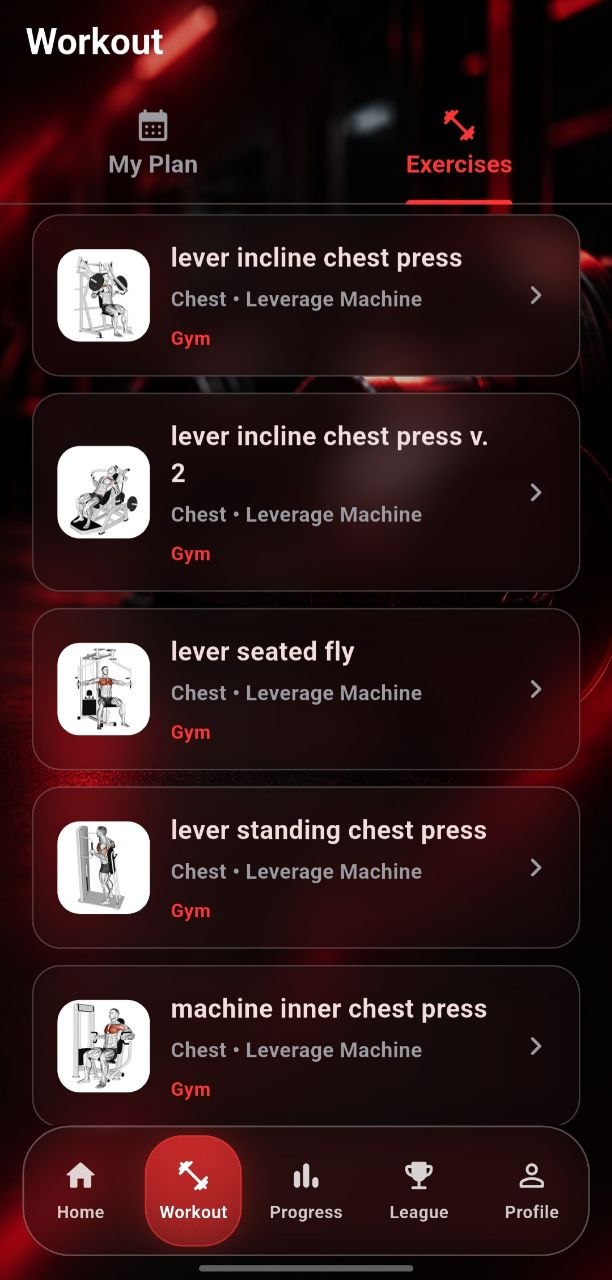 Workout
My Plan
Exercises
lever incline chest press
Chest • Leverage Machine
Gym
lever incline chest press v.
2
Chest • Leverage Machine
Gym
lever seated fly
Chest • Leverage Machine
Gym
lever standing chest press
Chest • Leverage Machine
Gym
machine inner chest press
Chest • Leverage Machine
Gym
Home
Workout
Progress
League
Profile